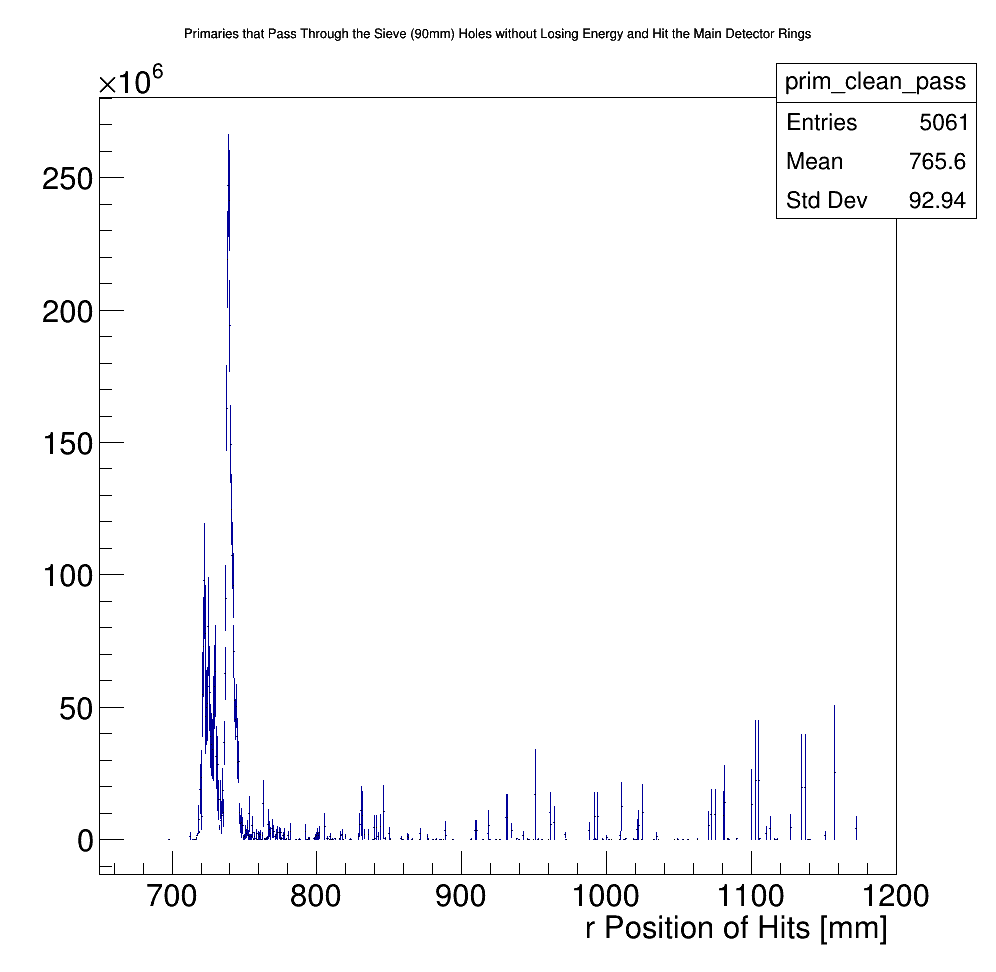 Primaries that Pass Through the Sieve (90mm) Holes without Losing Energy and Hit the Main Detector Rings
×10⁶
prim_clean_pass
Entries 5061
Mean 765.6
Std Dev 92.94
250
200
150
100
50
0
700 800 900 1000 1100 1200
r Position of Hits [mm]